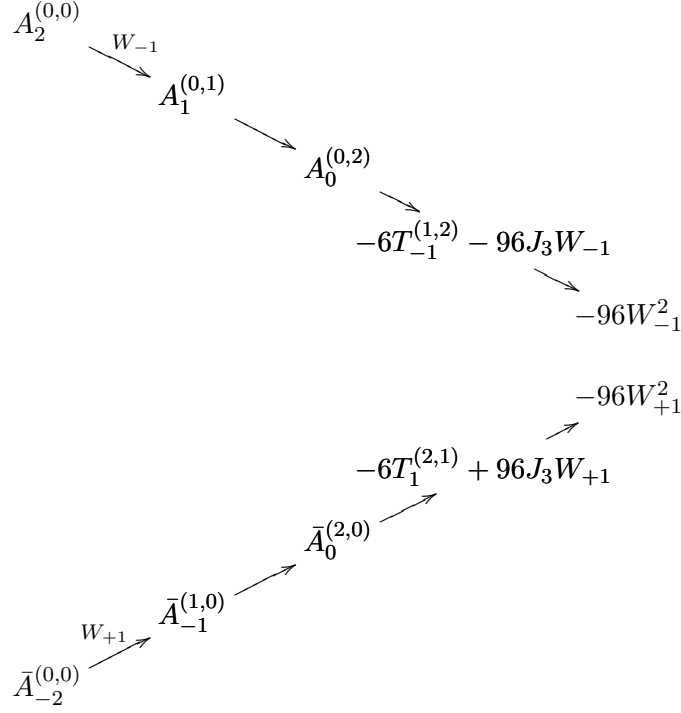 $A_2^{(0,0)}$
$W_{-1}$
$A_1^{(0,1)}$
$A_0^{(0,2)}$
$-6T_{-1}^{(1,2)} - 96J_3W_{-1}$
$-96W_{-1}^2$
$-96W_{+1}^2$
$-6T_1^{(2,1)} + 96J_3W_{+1}$
$\bar{A}_0^{(2,0)}$
$\bar{A}_{-1}^{(1,0)}$
$W_{+1}$
$\bar{A}_{-2}^{(0,0)}$